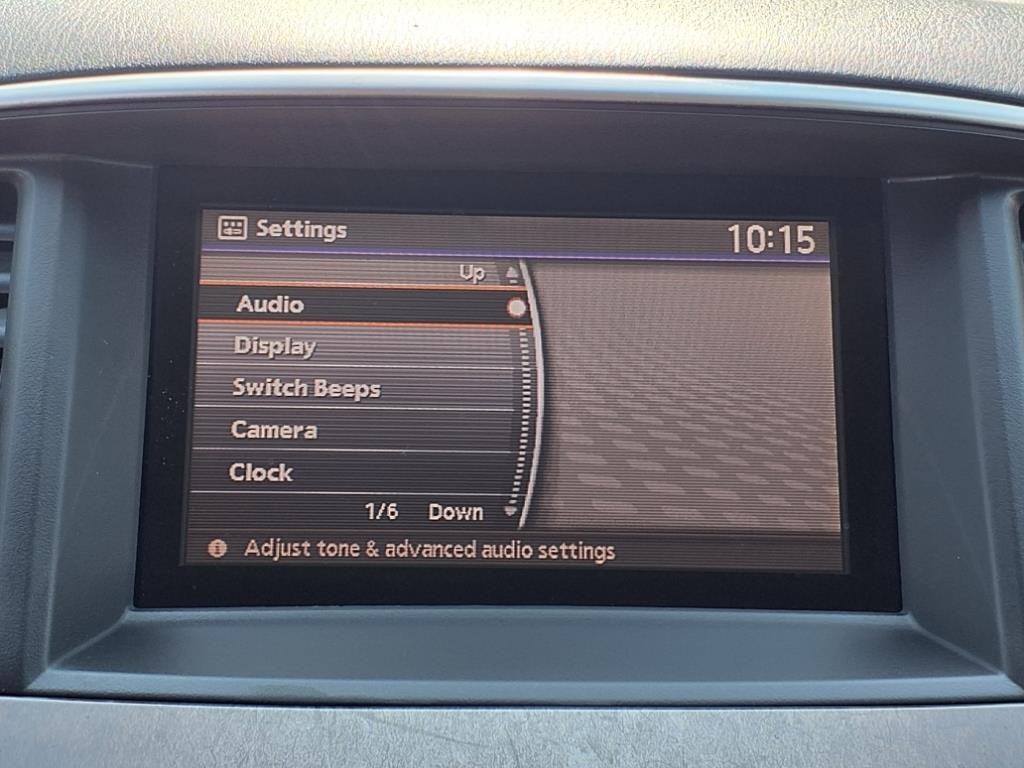 Settings 10:15
Up
Audio
Display
Switch Beeps
Camera
Clock
1/6 Down
Adjust tone & advanced audio settings